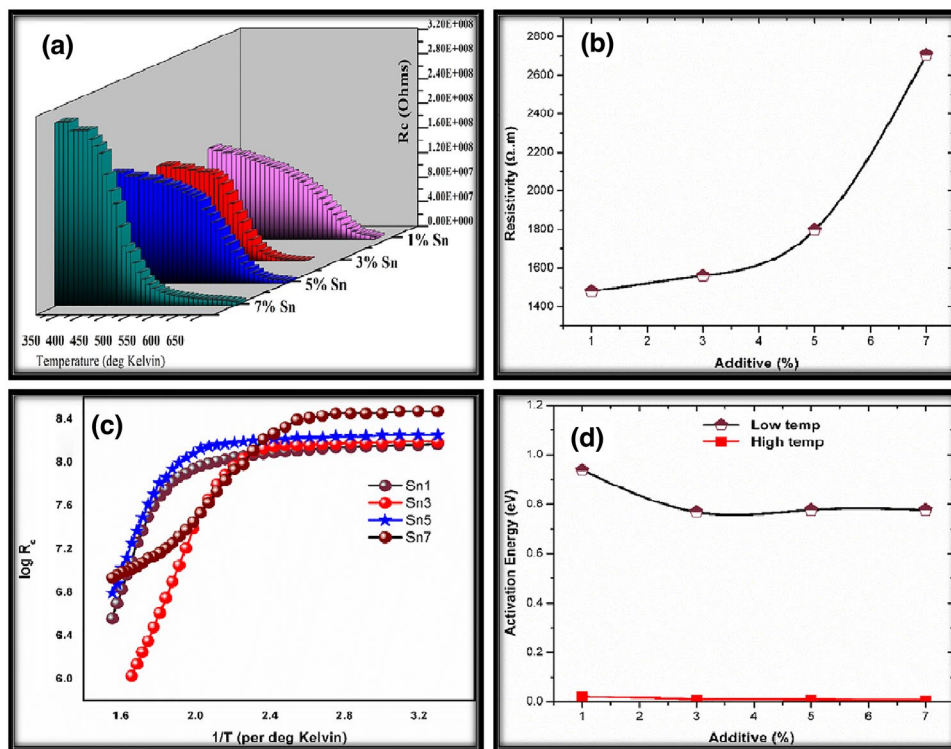 (a)
3.20E+008
2.80E+008
2.40E+008
2.00E+008
1.60E+008
1.20E+008
8.00E+007
4.00E+007
0.00E+000
Rc (Ohms)
1% Sn
3% Sn
5% Sn
7% Sn
350 400 450 500 550 600 650
Temperature (deg Kelvin)
(b)
2800
2600
2400
2200
2000
1800
1600
1400
Resistivity (Ω.m)
1 2 3 4 5 6 7
Additive (%)
(c)
8.4
8.0
7.6
7.2
6.8
6.4
6.0
log Rc
Sn1
Sn3
Sn5
Sn7
1.6 2.0 2.4 2.8 3.2
1/T (per deg Kelvin)
(d)
1.2
1.0
0.8
0.6
0.4
0.2
0.0
Activation Energy (eV)
Low temp
High temp
1 2 3 4 5 6 7
Additive (%)